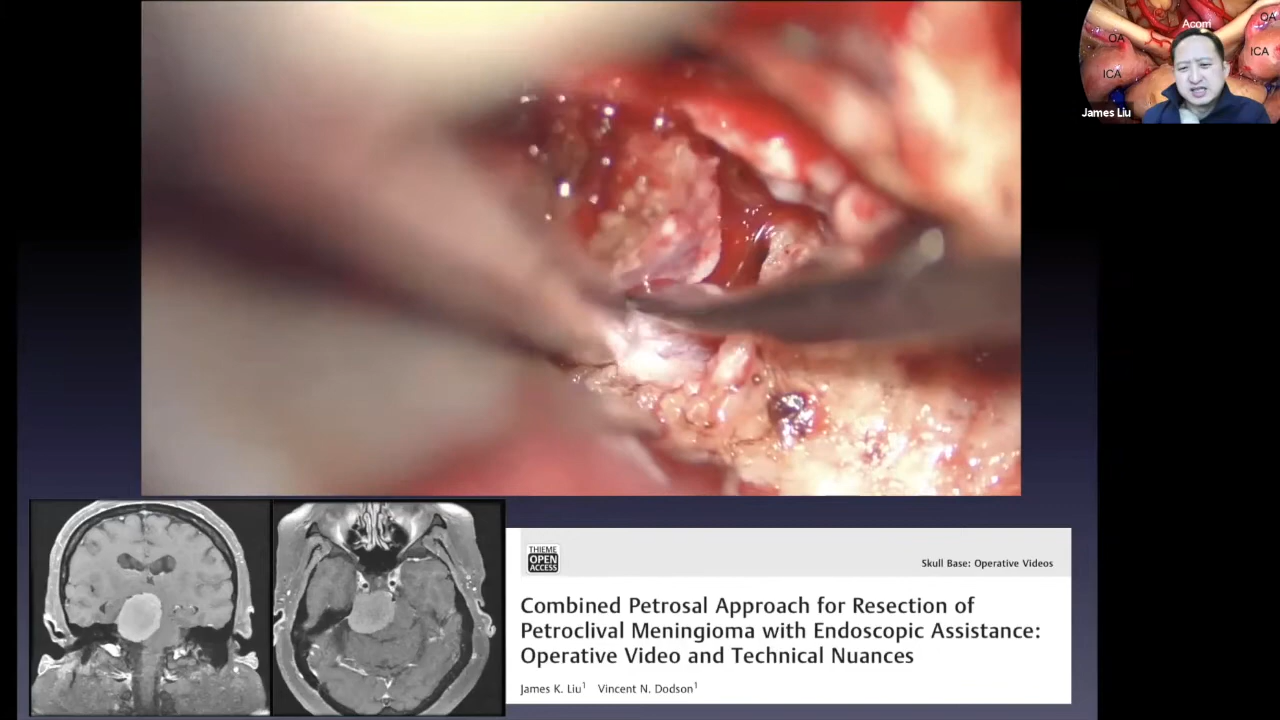 Acom
OA
OA
ICA
ICA
James Liu
THIEME
OPEN
ACCESS
Skull Base: Operative Videos
Combined Petrosal Approach for Resection of
Petroclival Meningioma with Endoscopic Assistance:
Operative Video and Technical Nuances
James K. Liu1 Vincent N. Dodson1